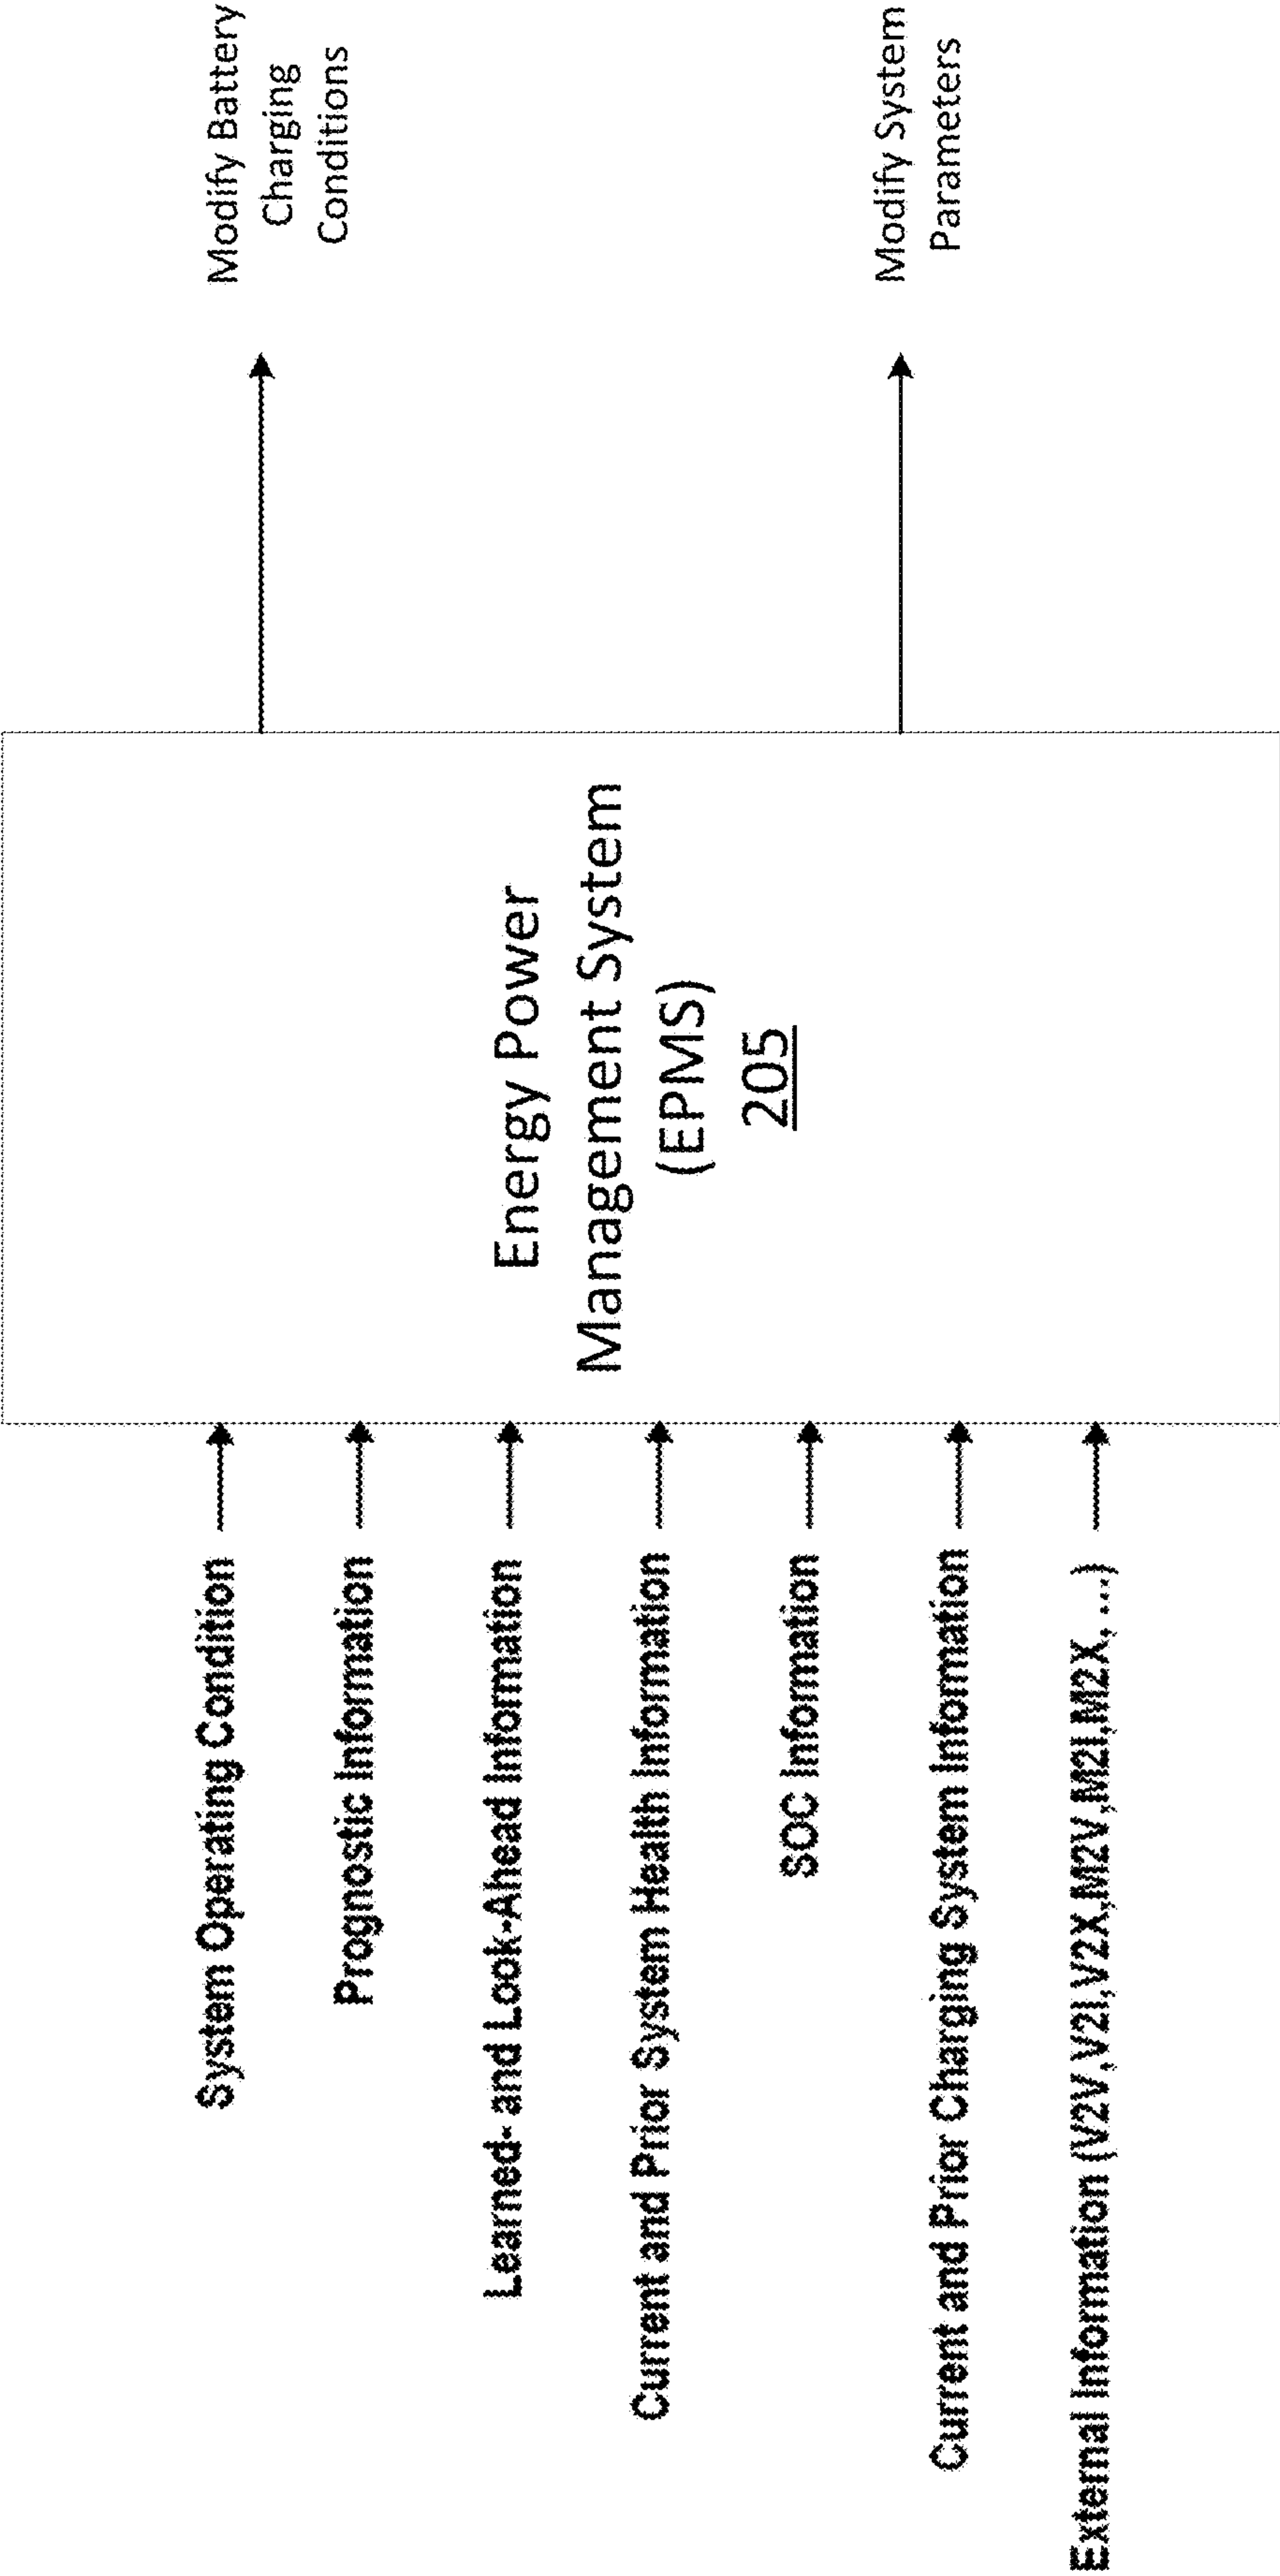 System Operating Condition
Prognostic Information
Learned- and Look-Ahead Information
Current and Prior System Health Information
SOC Information
Current and Prior Charging System Information
External Information (V2V,V2I,V2X,M2V,M2I,M2X, ...)
Energy Power
Management System
(EPMS)
205
Modify Battery
Charging
Conditions
Modify System
Parameters